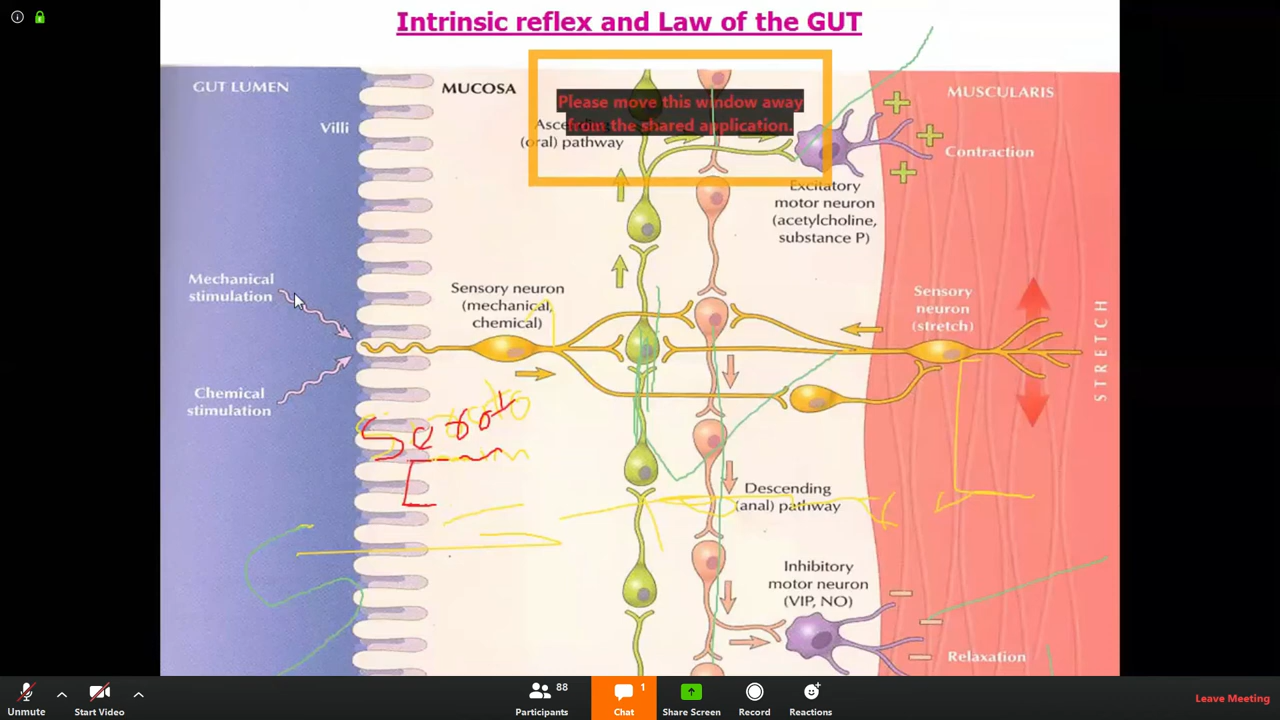 Intrinsic reflex and Law of the GUT
GUT LUMEN
MUCOSA
MUSCULARIS
Villi
Please move this window away
from the shared application.
(oral) pathway
Contraction
Excitatory
motor neuron
(acetylcholine,
substance P)
Mechanical
stimulation
Sensory neuron
(mechanical,
chemical)
Sensory
neuron
(stretch)
STRETCH
Chemical
stimulation
Serot
Descending
(anal) pathway
Inhibitory
motor neuron
(VIP, NO)
Relaxation
Unmute
Start Video
88
Participants
1
Chat
Share Screen
Record
Reactions
Leave Meeting